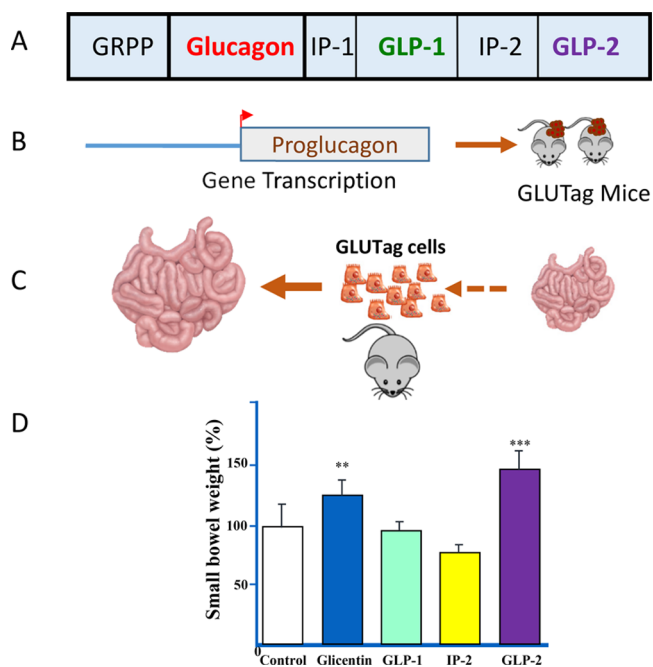 A
GRPP Glucagon IP-1 GLP-1 IP-2 GLP-2
B
Proglucagon
Gene Transcription
GLUTag Mice
C
GLUTag cells
D
Small bowel weight (%)
150
100
50
0
** ***
Control Glicentin GLP-1 IP-2 GLP-2